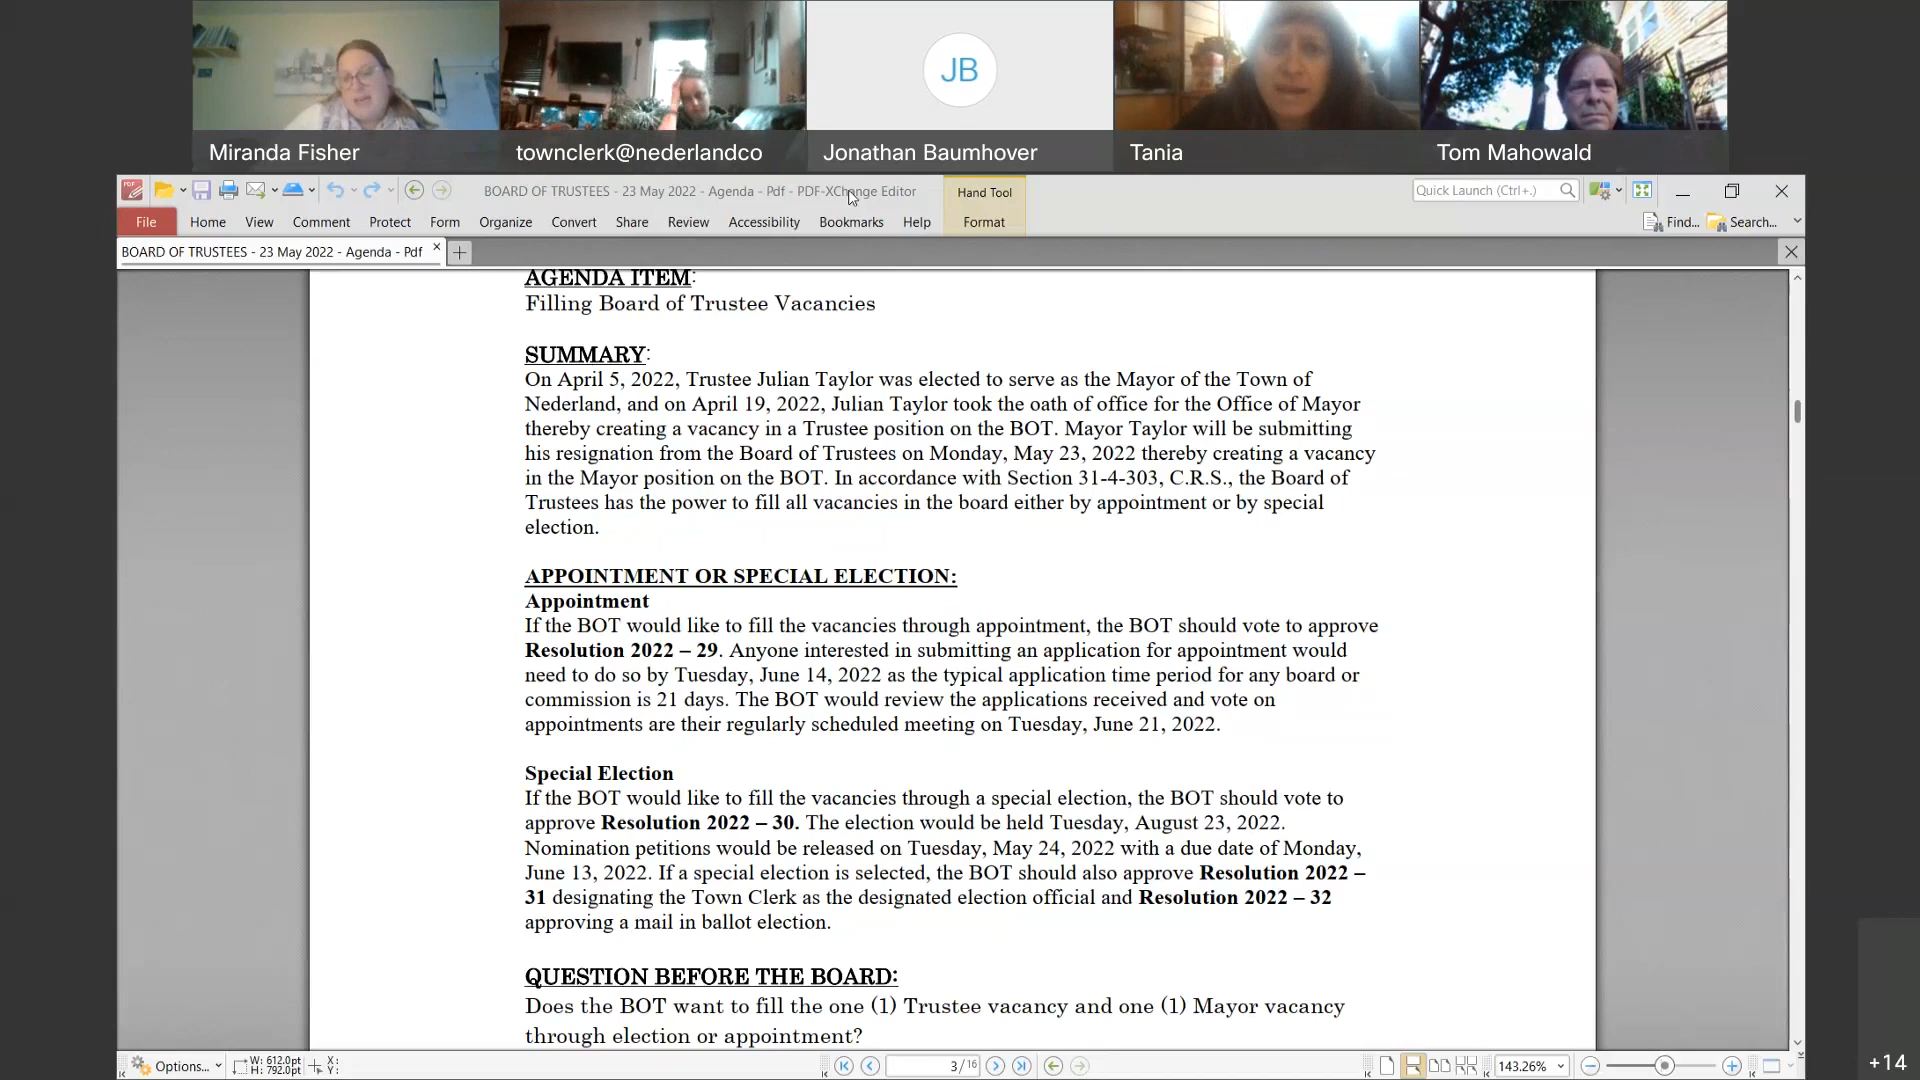 JB
Miranda Fisher
townclerk@nederlandco
Jonathan Baumhover
Tania
Tom Mahowald
BOARD OF TRUSTEES - 23 May 2022 - Agenda - Pdf - PDF-XChange Editor
Hand Tool
Quick Launch (Ctrl+.)
File
Home
View
Comment
Protect
Form
Organize
Convert
Share
Review
Accessibility
Bookmarks
Help
Format
Find...
Search...
BOARD OF TRUSTEES - 23 May 2022 - Agenda - Pdf
AGENDA ITEM:
Filling Board of Trustee Vacancies
SUMMARY:
On April 5, 2022, Trustee Julian Taylor was elected to serve as the Mayor of the Town of
Nederland, and on April 19, 2022, Julian Taylor took the oath of office for the Office of Mayor
thereby creating a vacancy in a Trustee position on the BOT. Mayor Taylor will be submitting
his resignation from the Board of Trustees on Monday, May 23, 2022 thereby creating a vacancy
in the Mayor position on the BOT. In accordance with Section 31-4-303, C.R.S., the Board of
Trustees has the power to fill all vacancies in the board either by appointment or by special
election.
APPOINTMENT OR SPECIAL ELECTION:
Appointment
If the BOT would like to fill the vacancies through appointment, the BOT should vote to approve
Resolution 2022 – 29. Anyone interested in submitting an application for appointment would
need to do so by Tuesday, June 14, 2022 as the typical application time period for any board or
commission is 21 days. The BOT would review the applications received and vote on
appointments are their regularly scheduled meeting on Tuesday, June 21, 2022.
Special Election
If the BOT would like to fill the vacancies through a special election, the BOT should vote to
approve Resolution 2022 – 30. The election would be held Tuesday, August 23, 2022.
Nomination petitions would be released on Tuesday, May 24, 2022 with a due date of Monday,
June 13, 2022. If a special election is selected, the BOT should also approve Resolution 2022 –
31 designating the Town Clerk as the designated election official and Resolution 2022 – 32
approving a mail in ballot election.
QUESTION BEFORE THE BOARD:
Does the BOT want to fill the one (1) Trustee vacancy and one (1) Mayor vacancy
through election or appointment?
Options...
W: 612.0pt
H: 792.0pt
X:
Y:
3/16
143.26%
+14